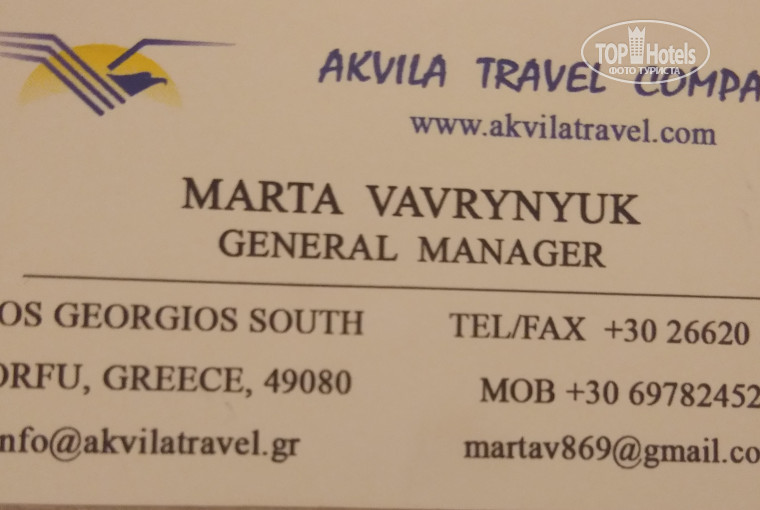 AKVILA TRAVEL COMPA
TOP Hotels
ФОТО ТУРИСТА
www.akvilatravel.com
MARTA VAVRYNYUK
GENERAL MANAGER
OS GEORGIOS SOUTH
TEL/FAX +30 26620
ORFU, GREECE, 49080
MOB +30 69782452
nfo@akvilatravel.gr
martav869@gmail.co